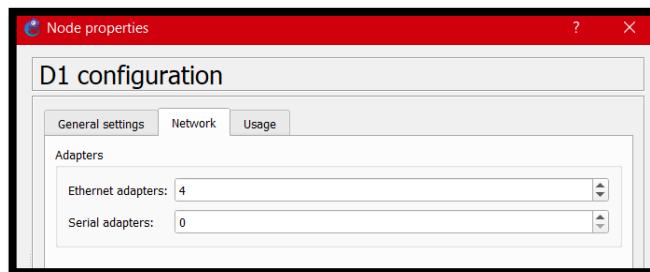 Node properties ? ×
D1 configuration
General settings Network Usage
Adapters
Ethernet adapters: 4
Serial adapters: 0